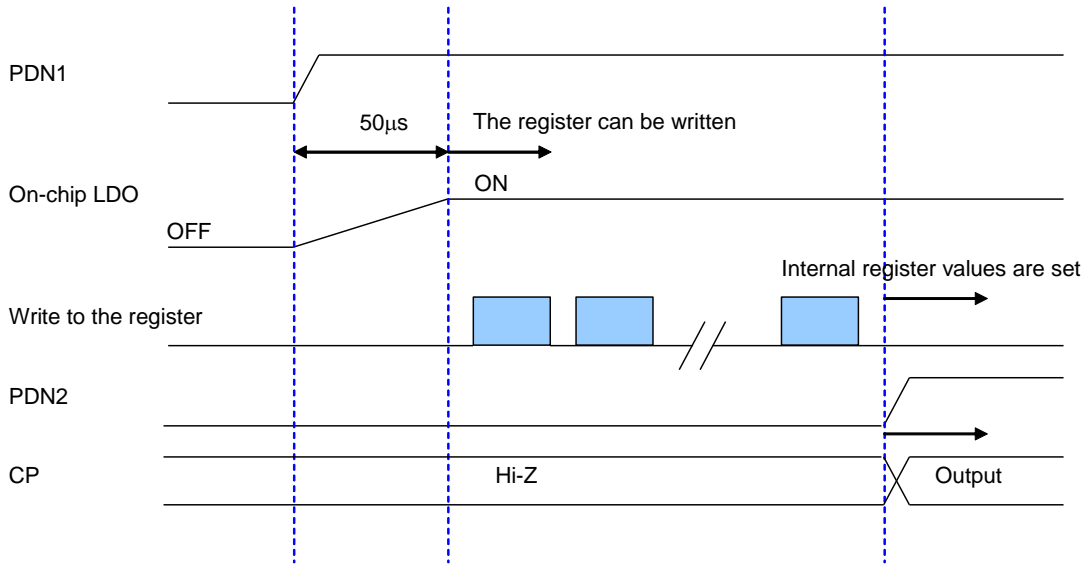 PDN1
50μs
The register can be written
On-chip LDO
ON
OFF
Internal register values are set
Write to the register
PDN2
CP
Hi-Z
Output